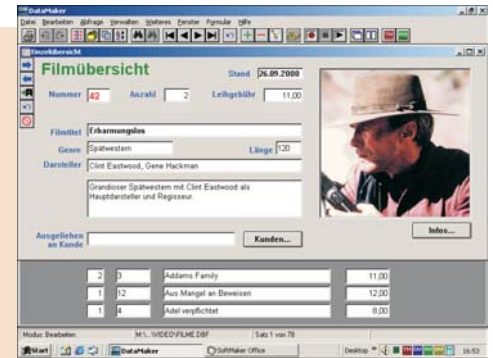 DataMaker
Datei Bearbeiten Abfrage Verwalten Weiteres Fenster Formular Hilfe
Einzelübersicht
Filmübersicht
Stand 26.09.2000
Nummer 42 Anzahl 2 Leihgebühr 11,00
Filmtitel Erbarmungslos
Genre Spätwestern Länge 120
Darsteller Clint Eastwood, Gene Hackman
Grandioser Spätwestern mit Clint Eastwood als
Hauptdarsteller und Regisseur.
Ausgeliehen
an Kunde
Kunden...
Infos...
2 3 Addams Family 11,00
1 12 Aus Mangel an Beweisen 12,00
1 4 Adel verpflichtet 8,00
Modus: Bearbeiten M:\...\VIDEO\FILME.DBF Satz 1 von 78
Start DataMaker SoftMaker Office Desktop 16:53